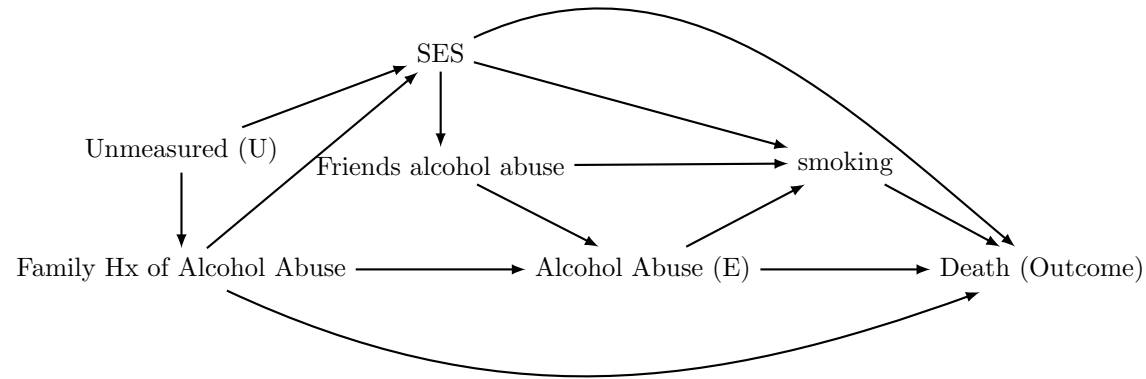 SES
Unmeasured (U)
Friends alcohol abuse
smoking
Family Hx of Alcohol Abuse
Alcohol Abuse (E)
Death (Outcome)